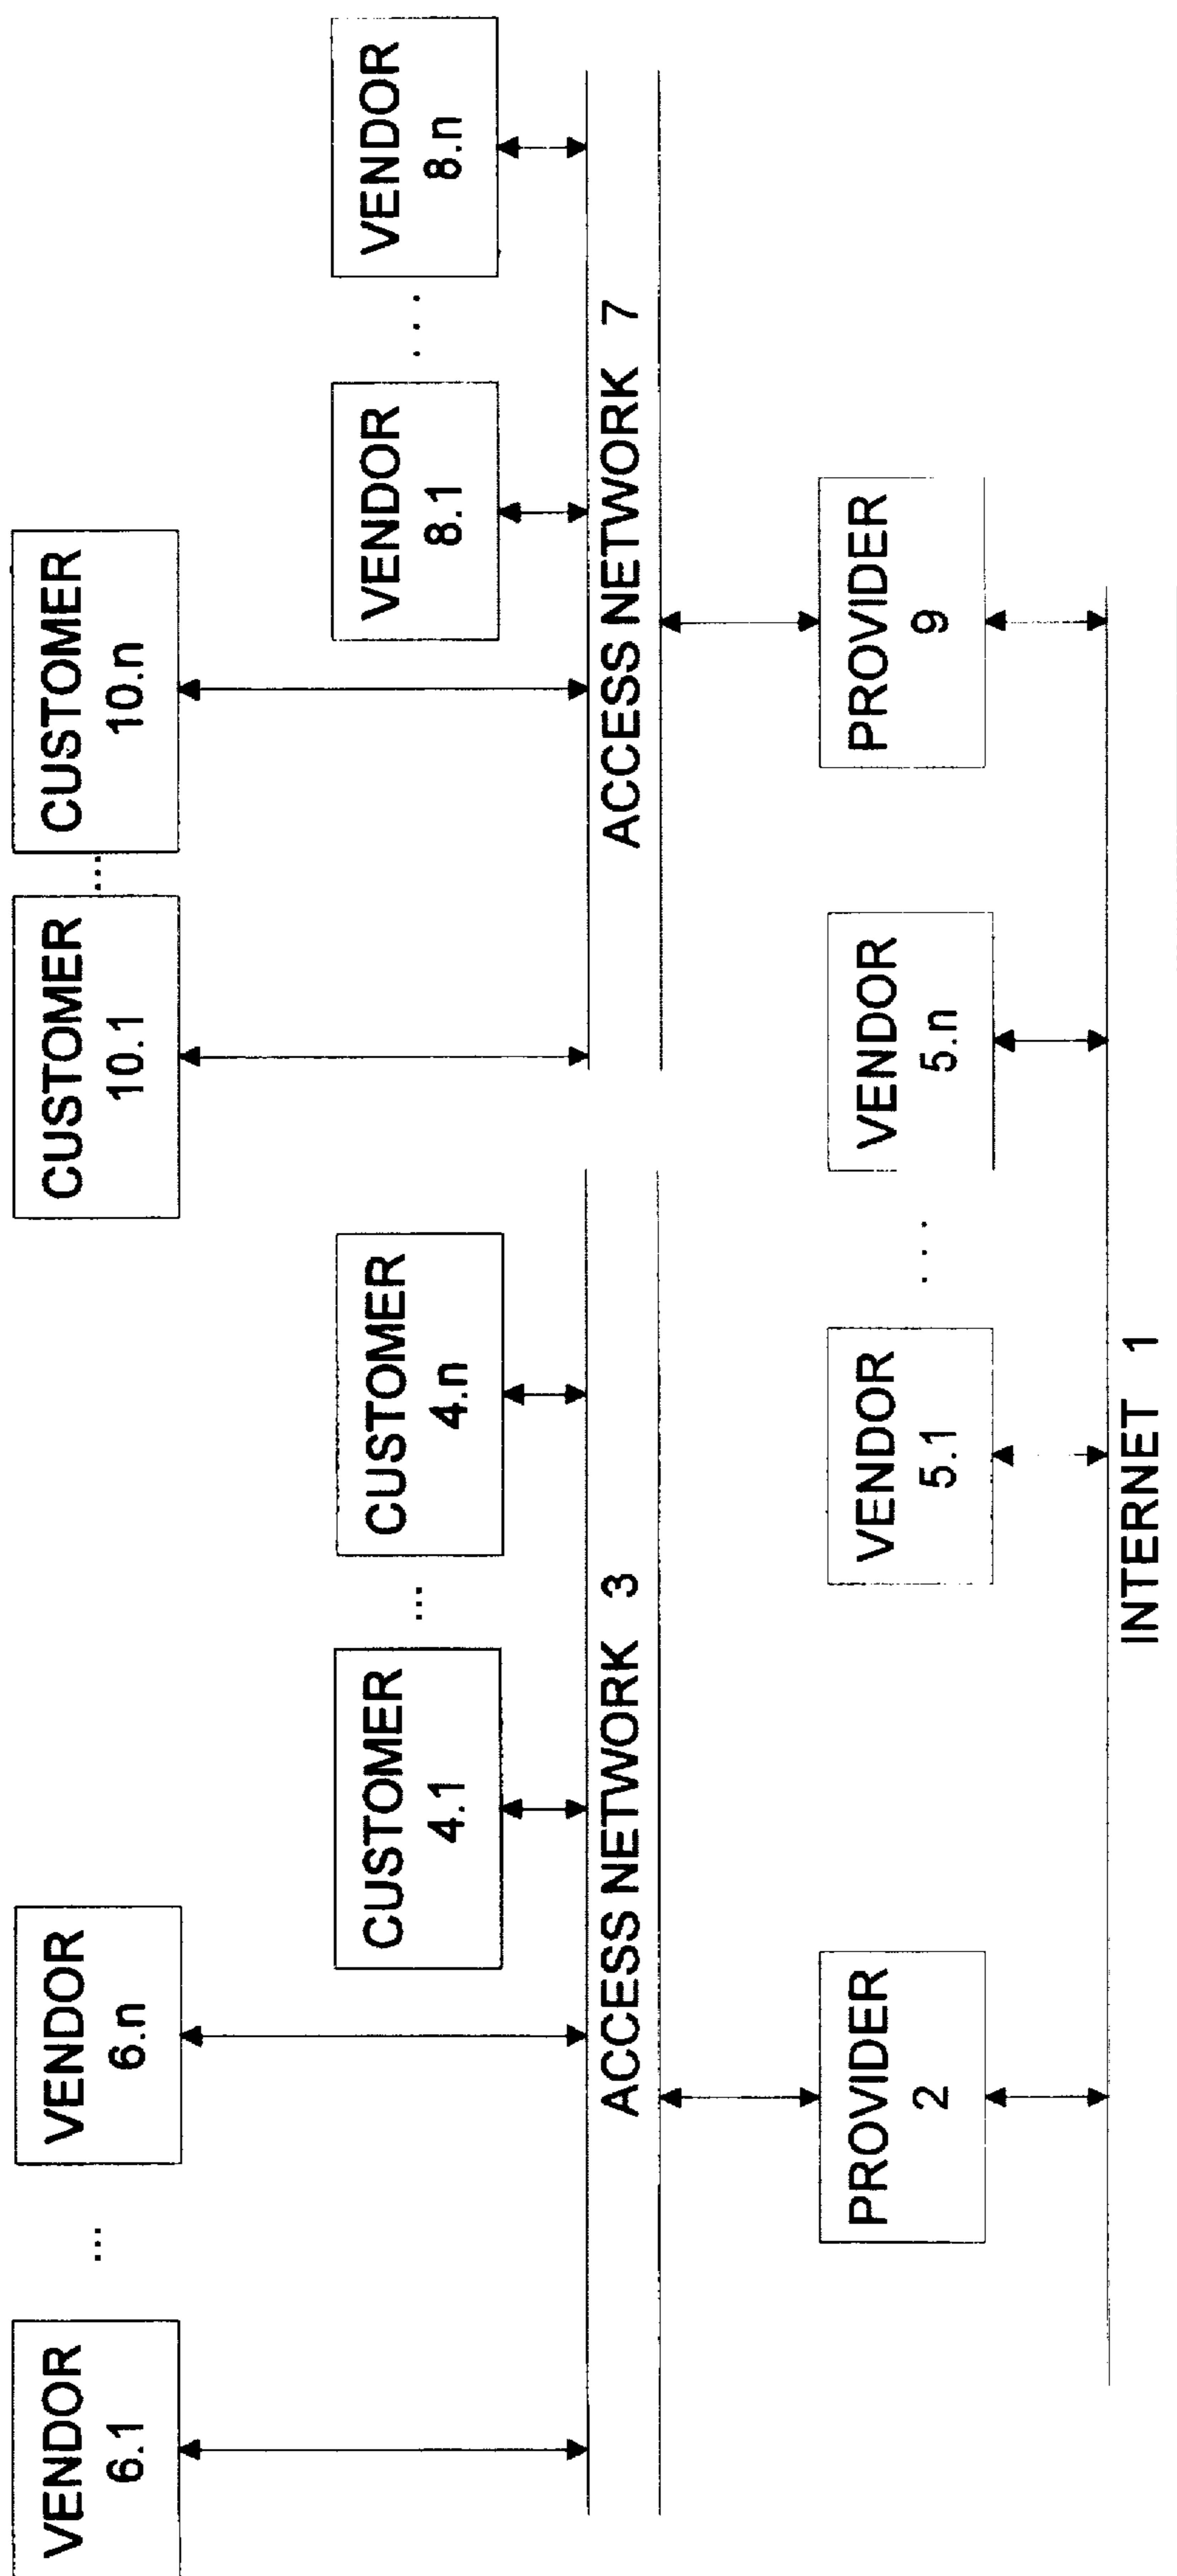 VENDOR
6.1
...
VENDOR
6.n
CUSTOMER
10.1
...
CUSTOMER
10.n
CUSTOMER
4.1
...
CUSTOMER
4.n
VENDOR
8.1
. . .
VENDOR
8.n
ACCESS NETWORK 3
ACCESS NETWORK 7
PROVIDER
2
VENDOR
5.1
. . .
VENDOR
5.n
PROVIDER
9
INTERNET 1